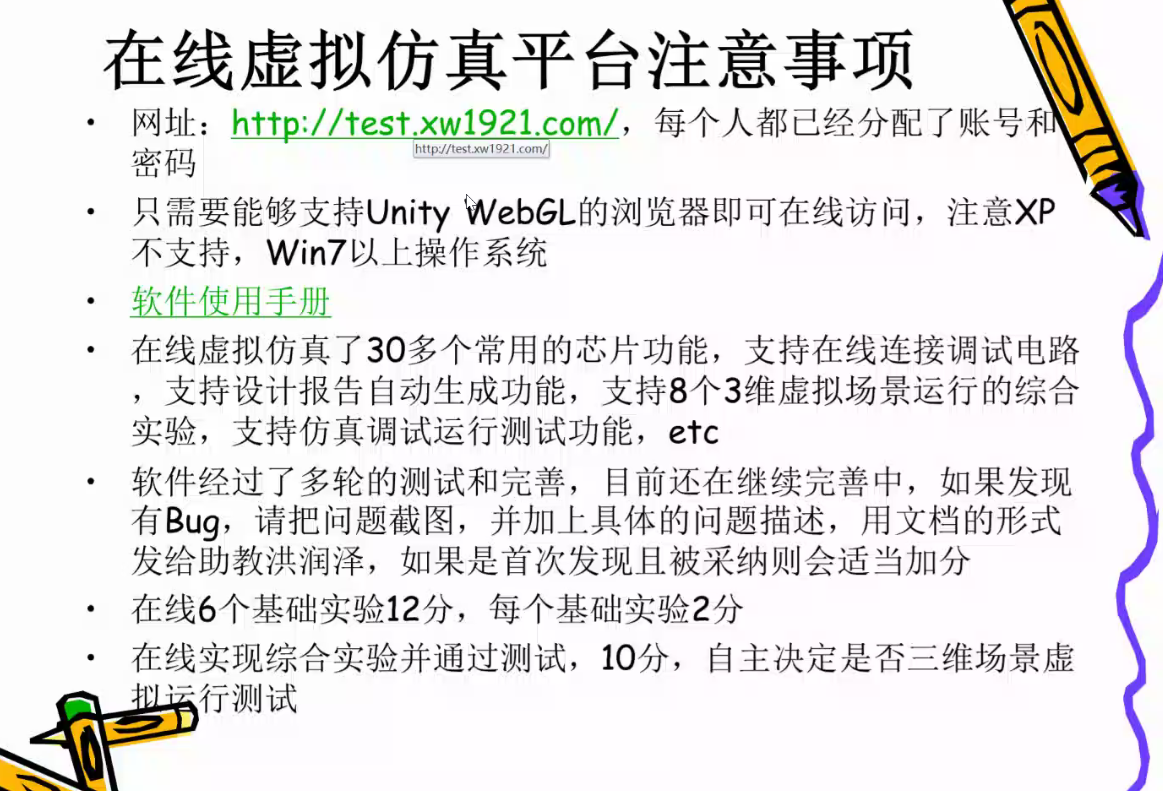 在线虚拟仿真平台注意事项
• 网址：http://test.xw1921.com/，每个人都已经分配了账号和
http://test.xw1921.com/
密码
• 只需要能够支持Unity WebGL的浏览器即可在线访问，注意XP
不支持，Win7以上操作系统
• 软件使用手册
• 在线虚拟仿真了30多个常用的芯片功能，支持在线连接调试电路
，支持设计报告自动生成功能，支持8个3维虚拟场景运行的综合
实验，支持仿真调试运行测试功能，etc
• 软件经过了多轮的测试和完善，目前还在继续完善中，如果发现
有Bug，请把问题截图，并加上具体的问题描述，用文档的形式
发给助教洪润泽，如果是首次发现且被采纳则会适当加分
• 在线6个基础实验12分，每个基础实验2分
• 在线实现综合实验并通过测试，10分，自主决定是否三维场景虚
拟运行测试